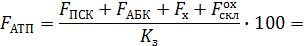 F_АТП = (F_ПСК + F_АБК + F_х + F_скл^ох) / K_з · 100 =